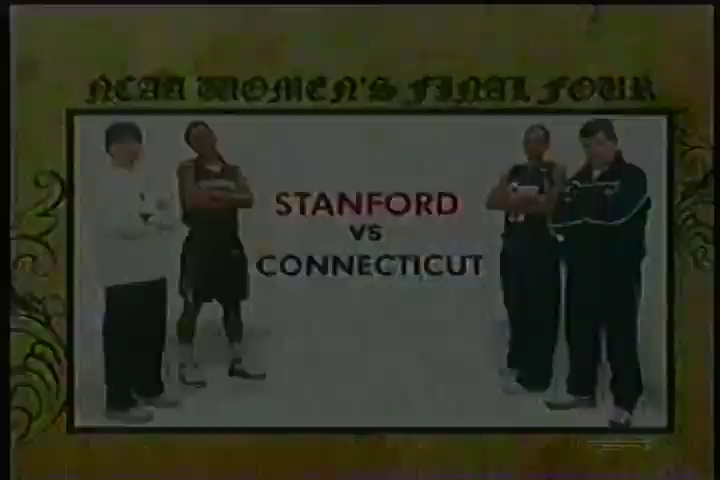 NCAA WOMEN'S FINAL FOUR
STANFORD
VS
CONNECTICUT